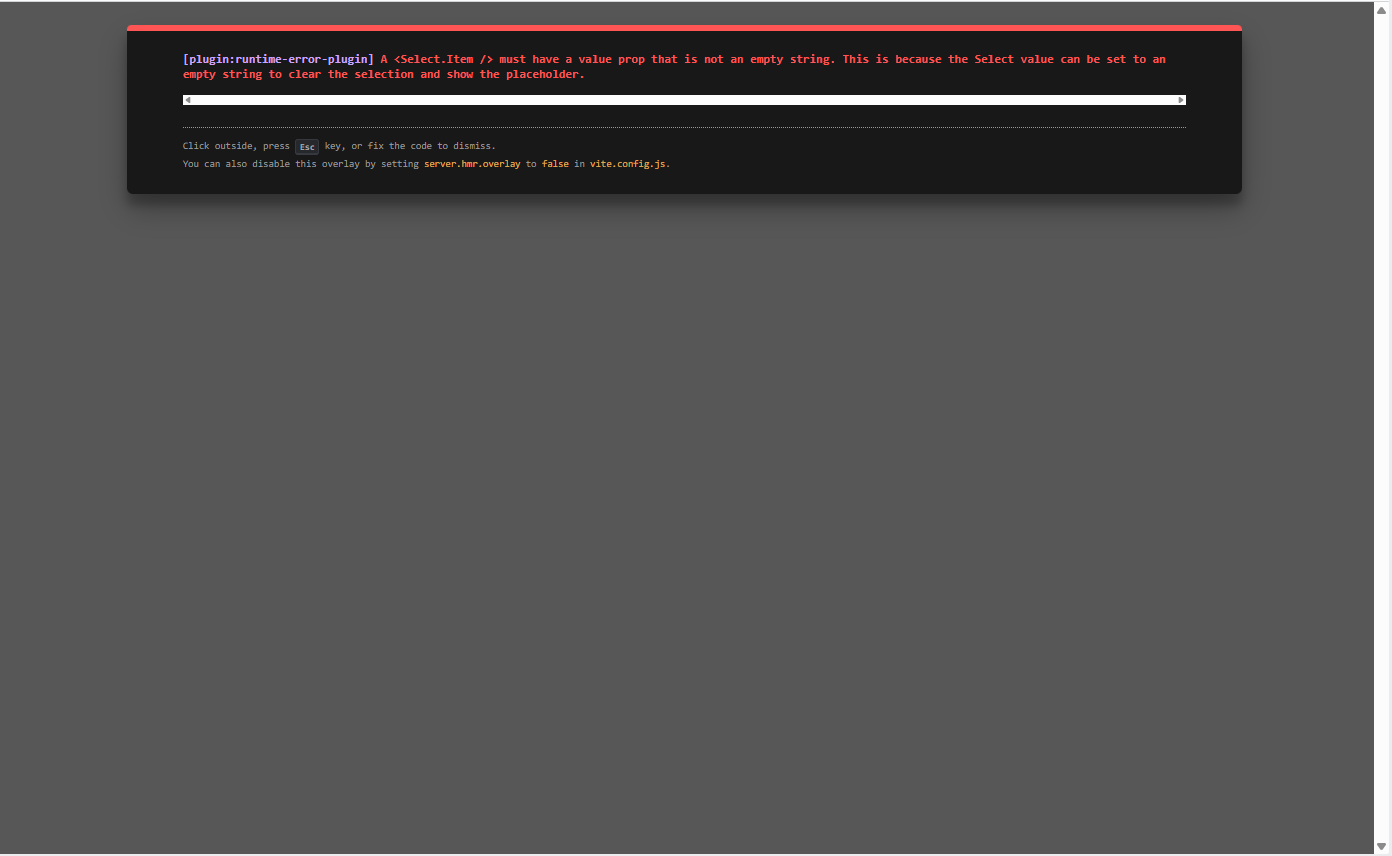 [plugin:runtime-error-plugin] A <Select.Item /> must have a value prop that is not an empty string. This is because the Select value can be set to an
empty string to clear the selection and show the placeholder.
Click outside, press Esc key, or fix the code to dismiss.
You can also disable this overlay by setting server.hmr.overlay to false in vite.config.js.